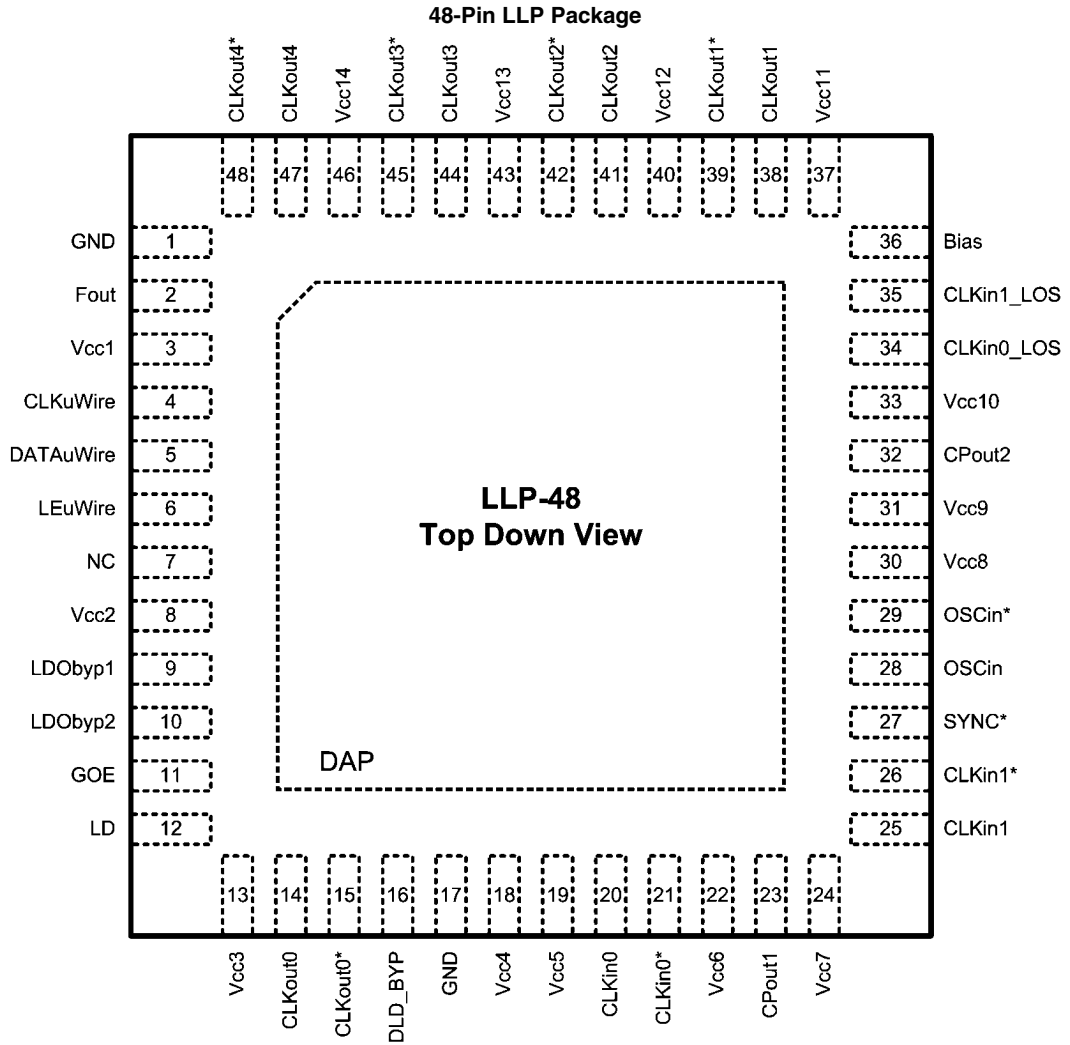 48-Pin LLP Package
CLKout4*
CLKout4
Vcc14
CLKout3*
CLKout3
Vcc13
CLKout2*
CLKout2
Vcc12
CLKout1*
CLKout1
Vcc11
48
47
46
45
44
43
42
41
40
39
38
37
GND 1
Fout 2
Vcc1 3
CLKuWire 4
DATAuWire 5
LEuWire 6
NC 7
Vcc2 8
LDObyp1 9
LDObyp2 10
GOE 11
LD 12
36 Bias
35 CLKin1_LOS
34 CLKin0_LOS
33 Vcc10
32 CPout2
31 Vcc9
30 Vcc8
29 OSCin*
28 OSCin
27 SYNC*
26 CLKin1*
25 CLKin1
LLP-48
Top Down View
DAP
13
14
15
16
17
18
19
20
21
22
23
24
Vcc3
CLKout0
CLKout0*
DLD_BYP
GND
Vcc4
Vcc5
CLKin0
CLKin0*
Vcc6
CPout1
Vcc7